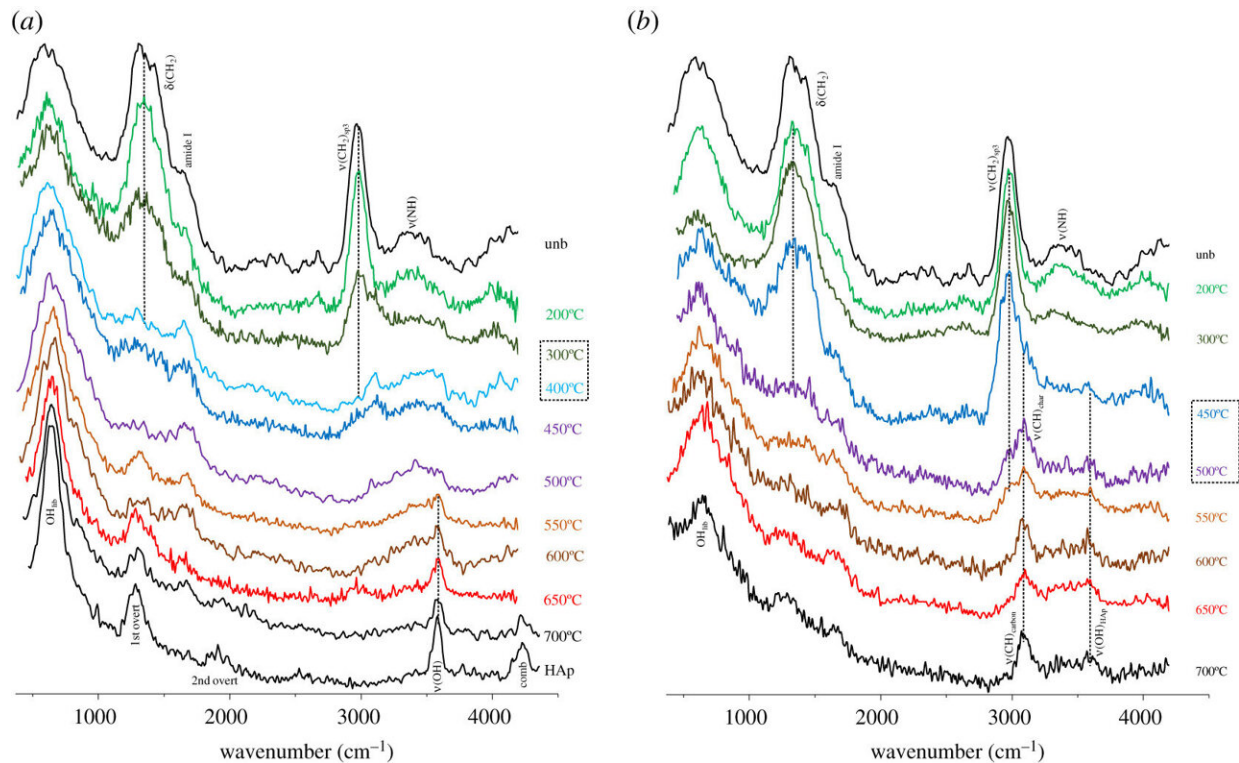 (a)
δ(CH₂)
amide I
ν(CH₂)sp3
ν(NH)
unb
200ºC
300ºC
400ºC
450ºC
500ºC
550ºC
600ºC
650ºC
700ºC
HAp
OHlib
1st overt
2nd overt
ν(OH)
comb
1000
2000
3000
4000
wavenumber (cm⁻¹)
(b)
δ(CH₂)
amide I
ν(CH₂)sp3
ν(NH)
unb
200ºC
300ºC
450ºC
ν(CH)char
500ºC
550ºC
OHlib
600ºC
650ºC
ν(CH)carbon
ν(OH)HAp
700ºC
1000
2000
3000
4000
wavenumber (cm⁻¹)